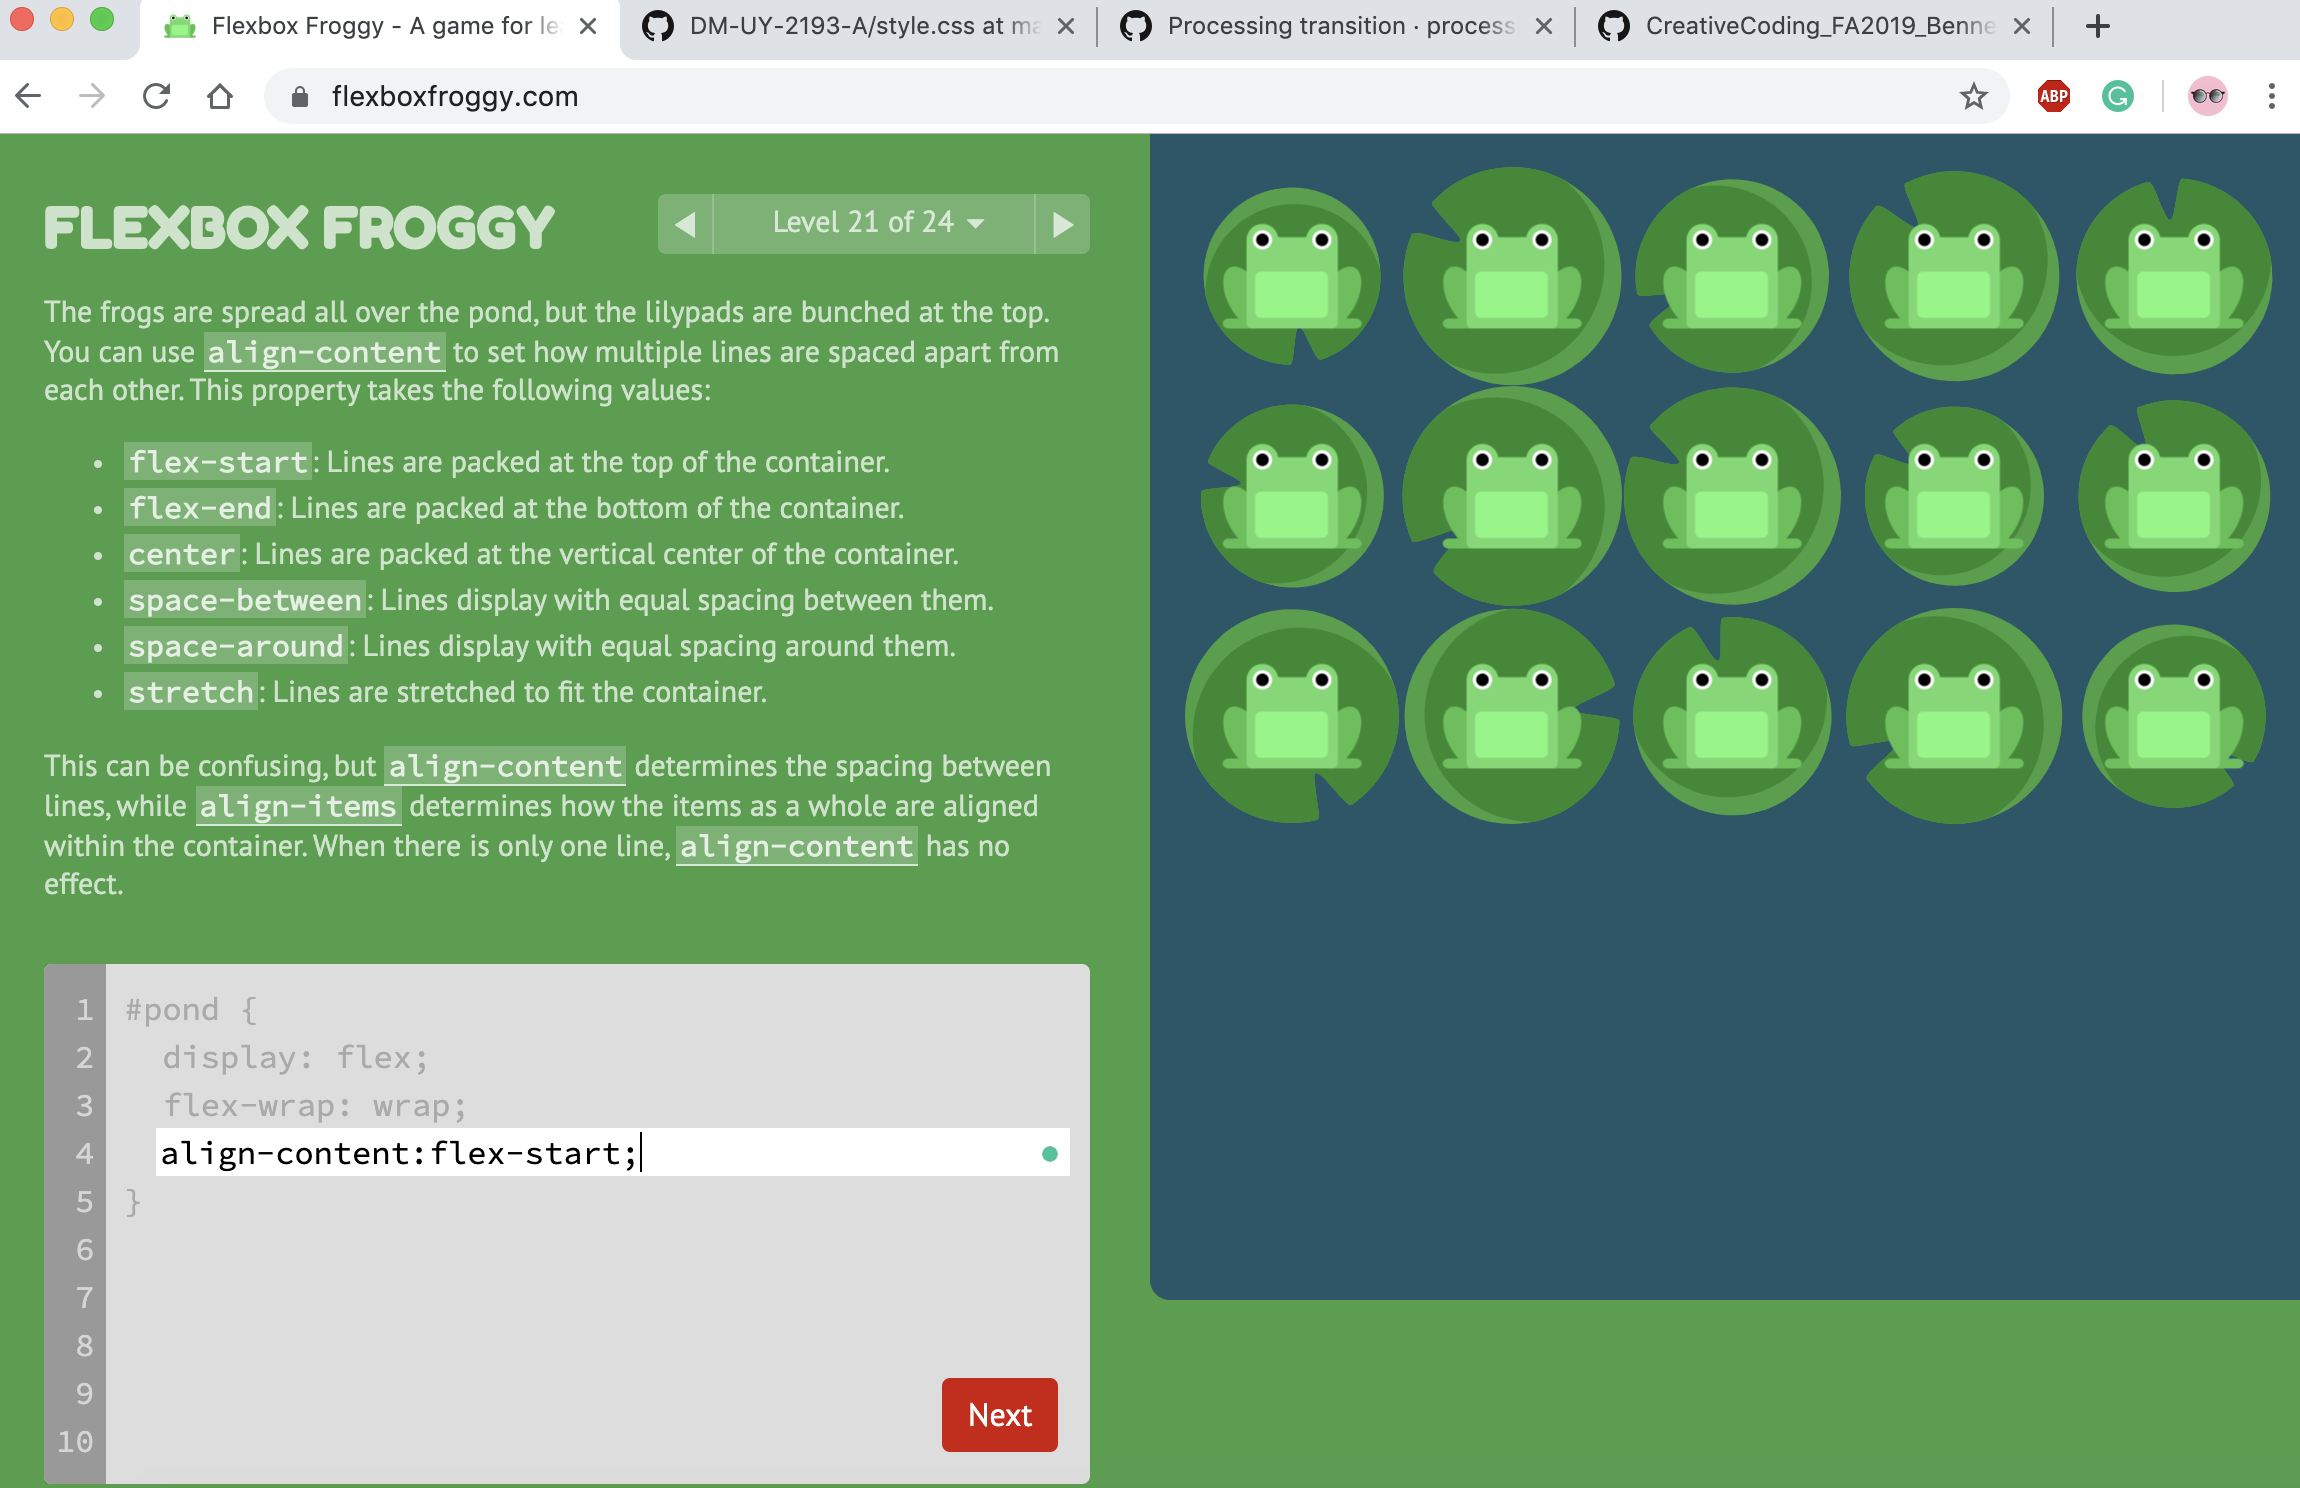 Flexbox Froggy - A game for le
DM-UY-2193-A/style.css at ma
Processing transition · process
CreativeCoding_FA2019_Benne
flexboxfroggy.com
ABP
G
FLEXBOX FROGGY
Level 21 of 24
The frogs are spread all over the pond, but the lilypads are bunched at the top.
You can use align-content to set how multiple lines are spaced apart from
each other. This property takes the following values:
• flex-start: Lines are packed at the top of the container.
• flex-end: Lines are packed at the bottom of the container.
• center: Lines are packed at the vertical center of the container.
• space-between: Lines display with equal spacing between them.
• space-around: Lines display with equal spacing around them.
• stretch: Lines are stretched to fit the container.
This can be confusing, but align-content determines the spacing between
lines, while align-items determines how the items as a whole are aligned
within the container. When there is only one line, align-content has no
effect.
1 #pond {
2 display: flex;
3 flex-wrap: wrap;
4 align-content:flex-start;
5 }
6
7
8
9
10
Next